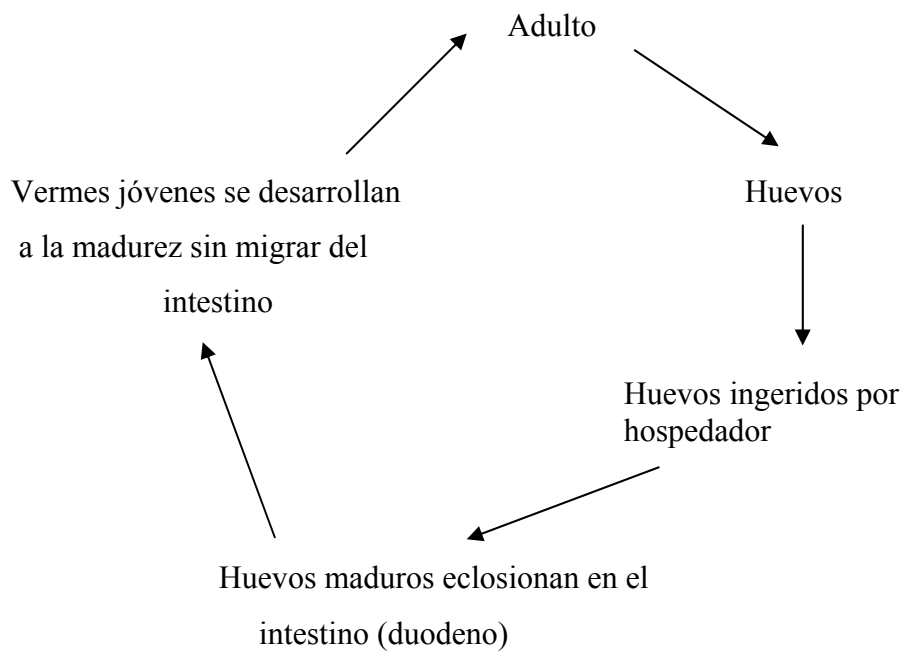 Adulto
Huevos
Huevos ingeridos por
hospedador
Huevos maduros eclosionan en el
intestino (duodeno)
Vermes jóvenes se desarrollan
a la madurez sin migrar del
intestino